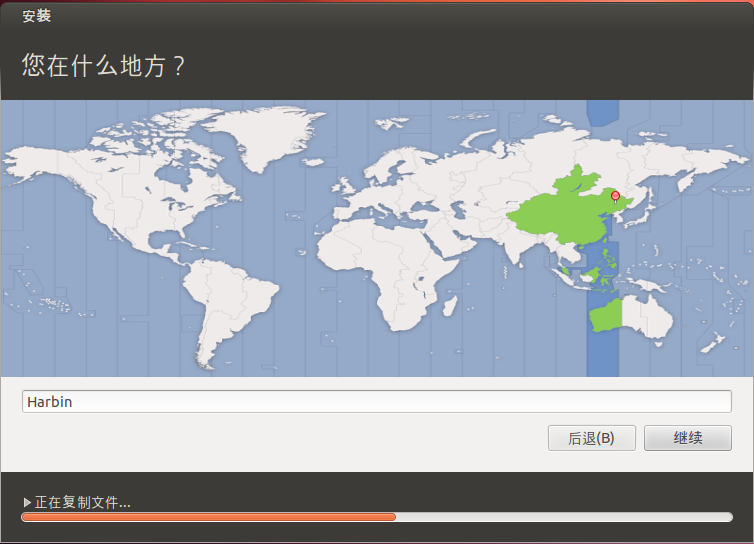 安装
您在什么地方？
Harbin
后退(B)
继续
正在复制文件...